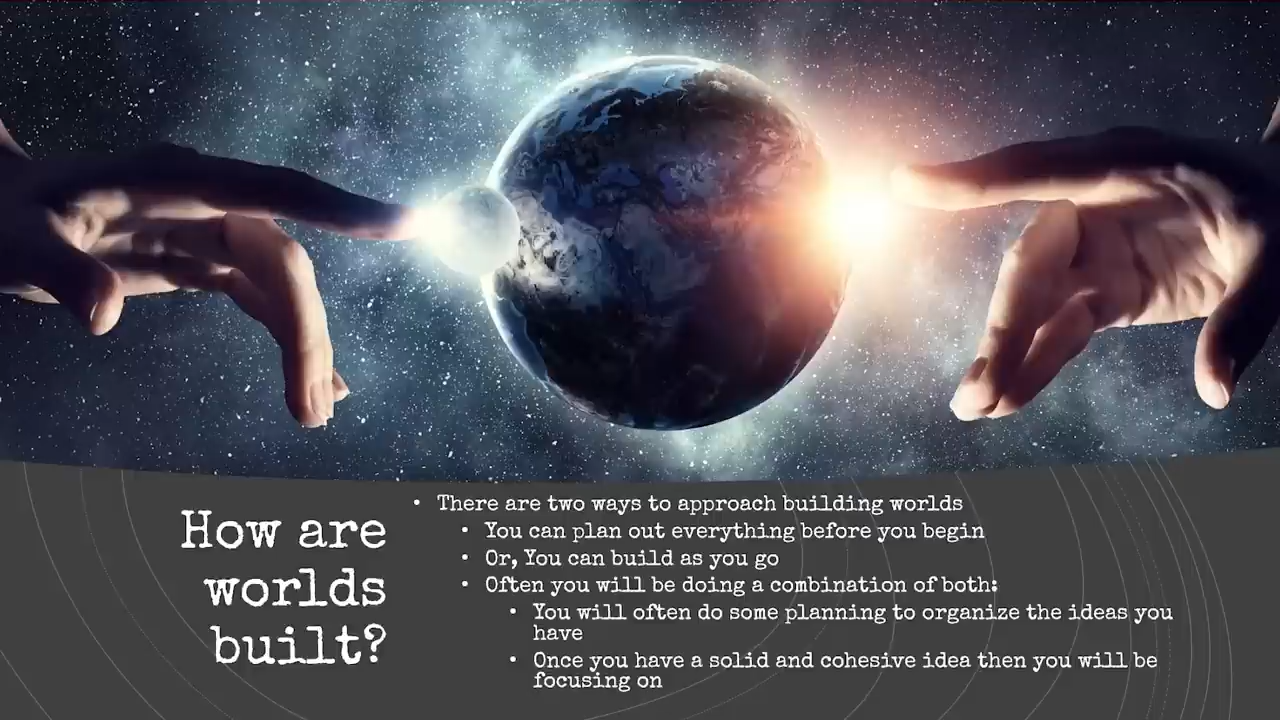 How are
worlds
built?
• There are two ways to approach building worlds
• You can plan out everything before you begin
• Or, You can build as you go
• Often you will be doing a combination of both:
• You will often do some planning to organize the ideas you
have
• Once you have a solid and cohesive idea then you will be
focusing on